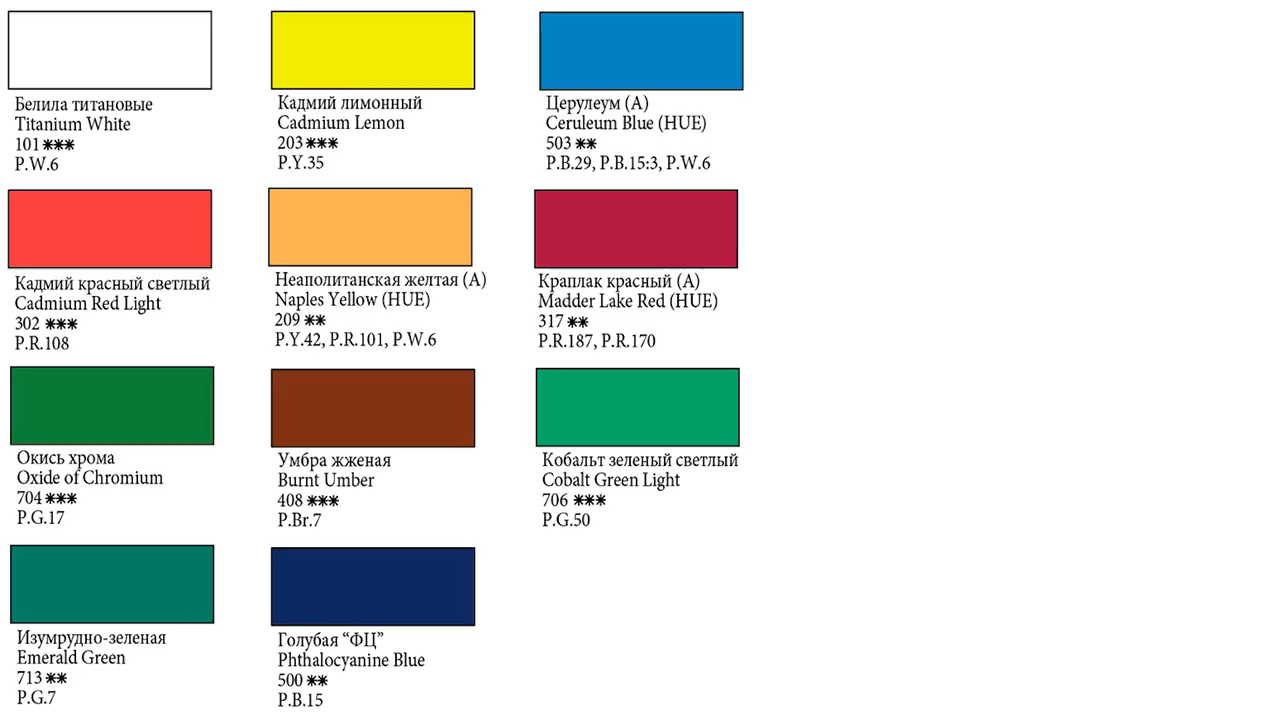 Белила титановые
Titanium White
101 ✱✱✱
P.W.6
Кадмий лимонный
Cadmium Lemon
203 ✱✱✱
P.Y.35
Церулеум (А)
Ceruleum Blue (HUE)
503 ✱✱
P.B.29, P.B.15:3, P.W.6
Кадмий красный светлый
Cadmium Red Light
302 ✱✱✱
P.R.108
Неаполитанская желтая (А)
Naples Yellow (HUE)
209 ✱✱
P.Y.42, P.R.101, P.W.6
Краплак красный (А)
Madder Lake Red (HUE)
317 ✱✱
P.R.187, P.R.170
Окись хрома
Oxide of Chromium
704 ✱✱✱
P.G.17
Умбра жженая
Burnt Umber
408 ✱✱✱
P.Br.7
Кобальт зеленый светлый
Cobalt Green Light
706 ✱✱✱
P.G.50
Изумрудно-зеленая
Emerald Green
713 ✱✱
P.G.7
Голубая “ФЦ”
Phthalocyanine Blue
500 ✱✱
P.B.15